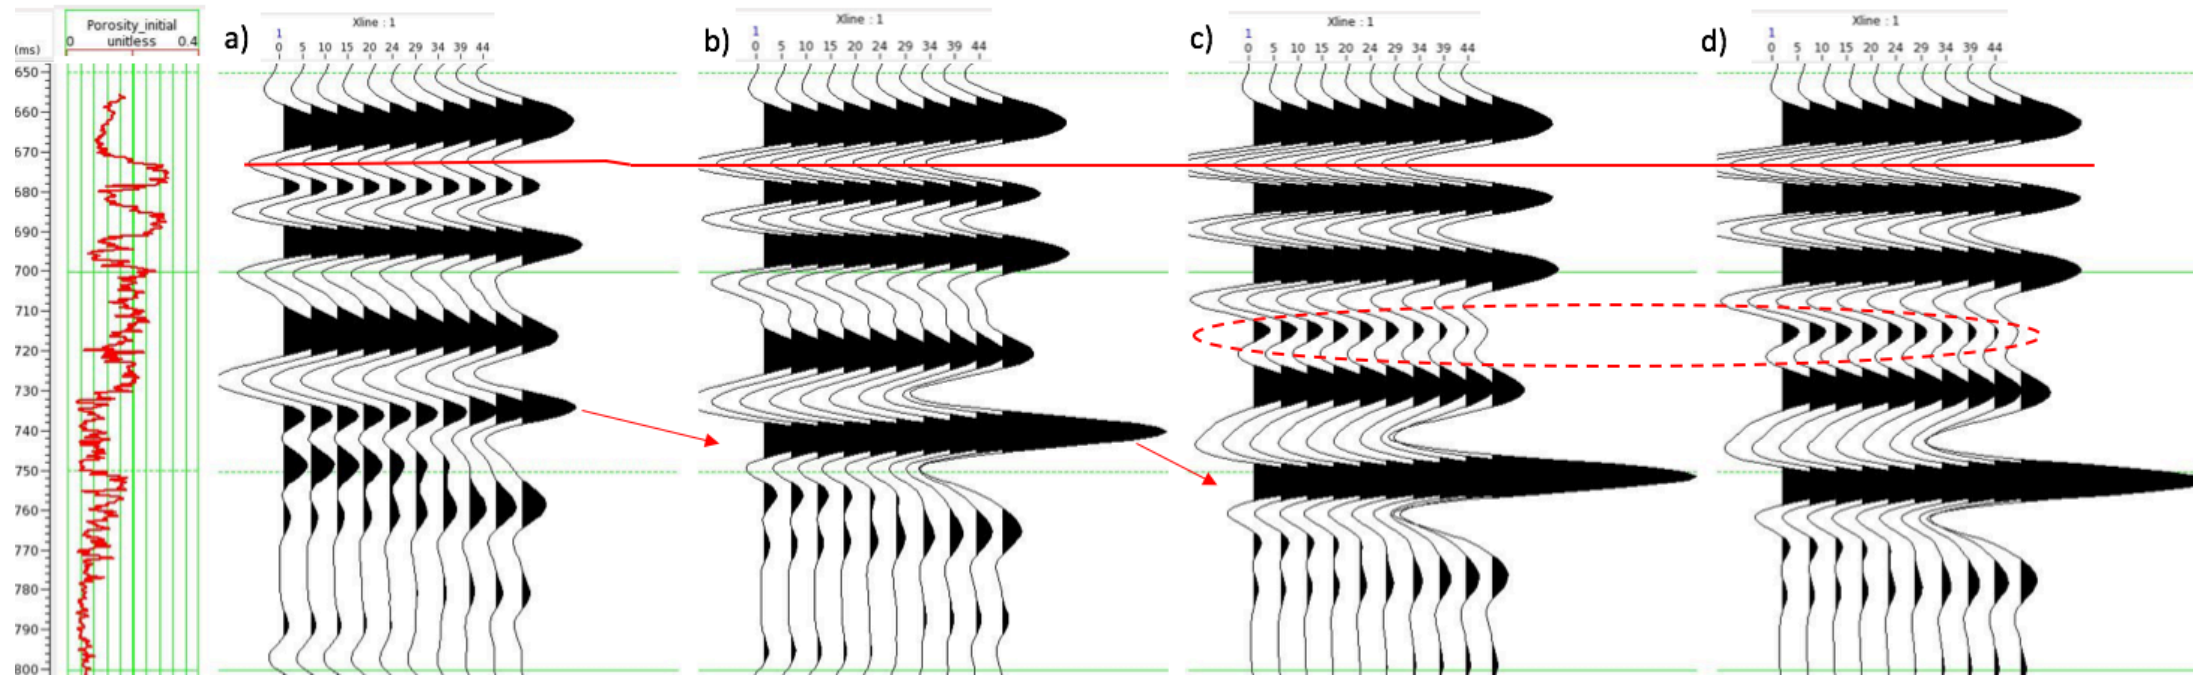 Porosity_initial
unitless
0 0.4
(ms)
650
660
670
680
690
700
710
720
730
740
750
760
770
780
790
800
a)
Xline : 1
1
0 5 10 15 20 24 29 34 39 44
b)
Xline : 1
1
0 5 10 15 20 24 29 34 39 44
c)
Xline : 1
1
0 5 10 15 20 24 29 34 39 44
d)
Xline : 1
1
0 5 10 15 20 24 29 34 39 44